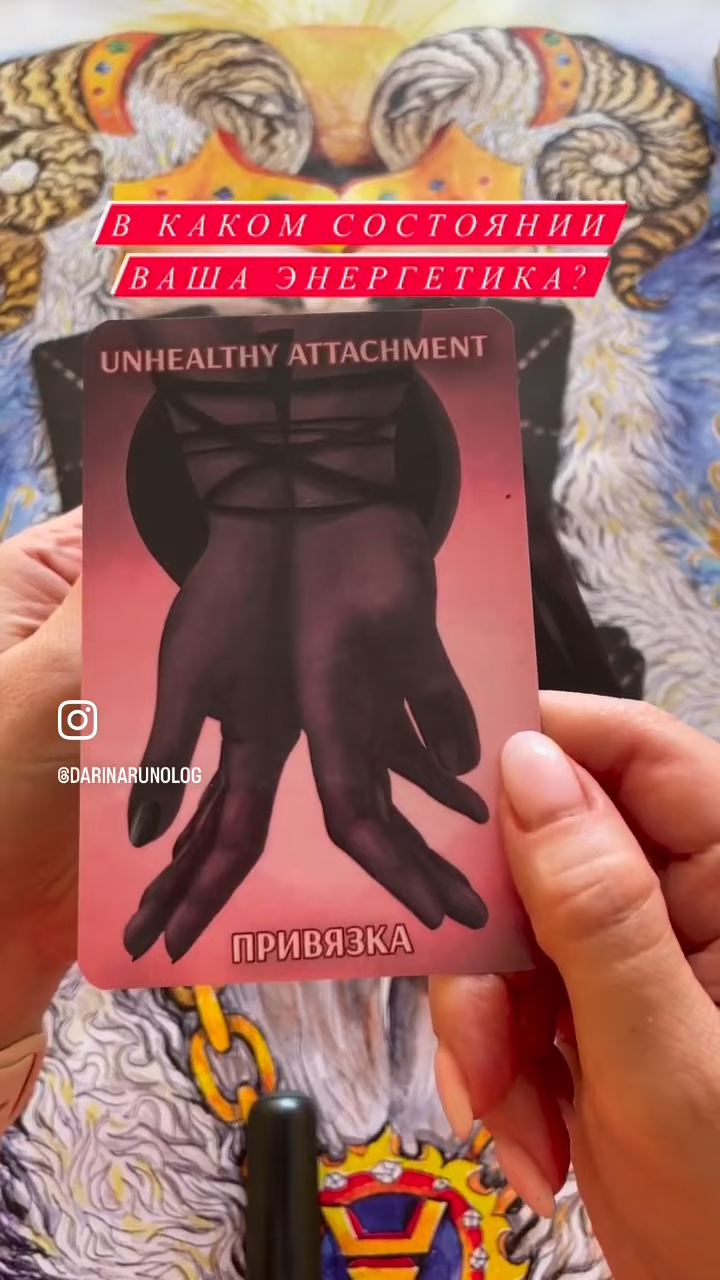 В КАКОМ СОСТОЯНИИ
ВАША ЭНЕРГЕТИКА?
UNHEALTHY ATTACHMENT
@DARINARUNOLOG
ПРИВЯЗКА